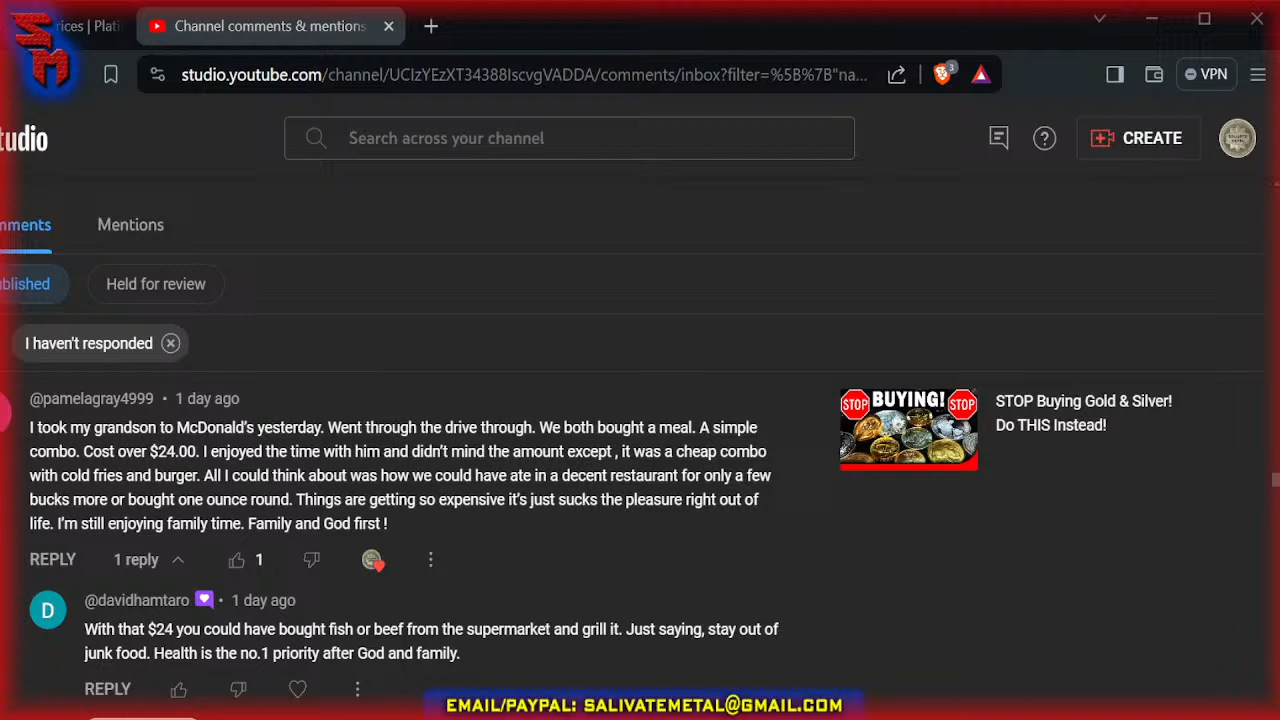 SM
rices | Plati
Channel comments & mentions
studio.youtube.com/channel/UCIzYEzXT34388IscvgVADDA/comments/inbox?filter=%5B%7B"na...
3
VPN
tudio
Search across your channel
CREATE
mments
Mentions
ublished
Held for review
I haven't responded
@pamelagray4999 • 1 day ago
I took my grandson to McDonald's yesterday. Went through the drive through. We both bought a meal. A simple
combo. Cost over $24.00. I enjoyed the time with him and didn't mind the amount except , it was a cheap combo
with cold fries and burger. All I could think about was how we could have ate in a decent restaurant for only a few
bucks more or bought one ounce round. Things are getting so expensive it's just sucks the pleasure right out of
life. I'm still enjoying family time. Family and God first !
STOP BUYING! STOP
STOP Buying Gold & Silver!
Do THIS Instead!
REPLY 1 reply 1
D
@davidhamtaro • 1 day ago
With that $24 you could have bought fish or beef from the supermarket and grill it. Just saying, stay out of
junk food. Health is the no.1 priority after God and family.
REPLY
EMAIL/PAYPAL: SALIVATEMETAL@GMAIL.COM